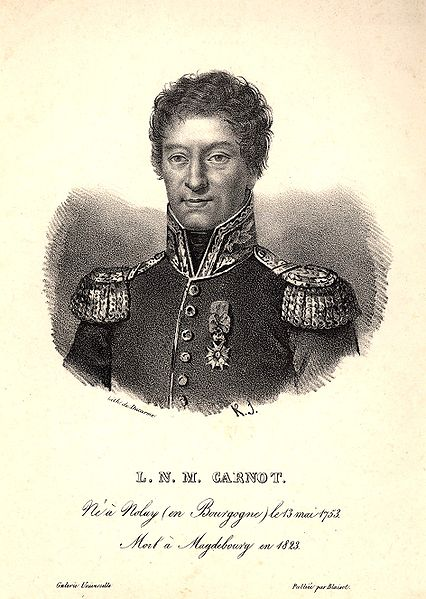 Lith. de Ducarme
K. J.
L. N. M. CARNOT.
Né à Nolay (en Bourgogne) le 13 mai 1753.
Mort à Magdebourg en 1823.
Galerie Universelle Publiée par Blaisot.